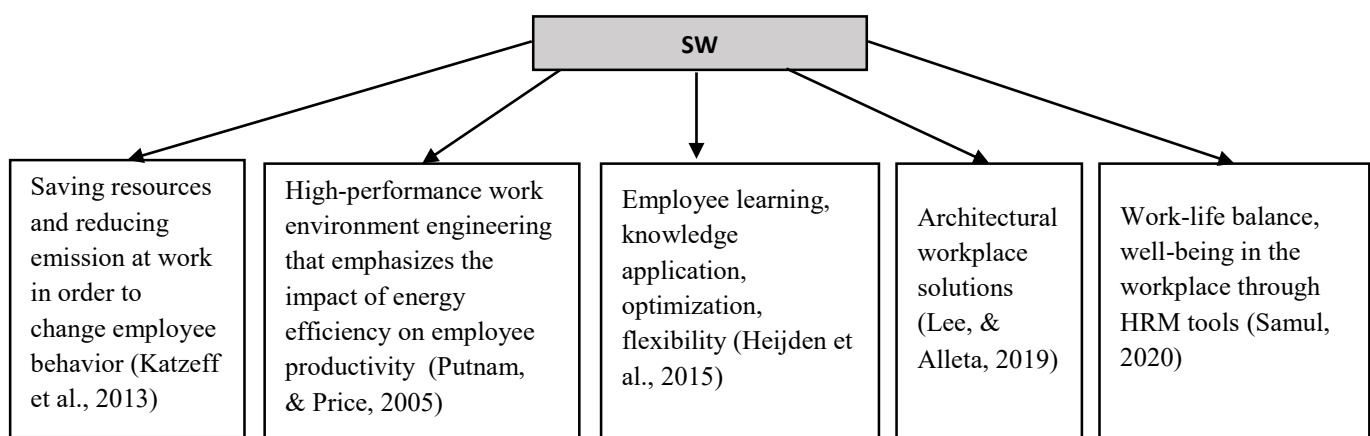 SW
Saving resources
and reducing
emission at work
in order to
change employee
behavior (Katzeff
et al., 2013)
High-performance work
environment engineering
that emphasizes the
impact of energy
efficiency on employee
productivity (Putnam,
& Price, 2005)
Employee learning,
knowledge
application,
optimization,
flexibility (Heijden et
al., 2015)
Architectural
workplace
solutions
(Lee, &
Alleta, 2019)
Work-life balance,
well-being in the
workplace through
HRM tools (Samul,
2020)